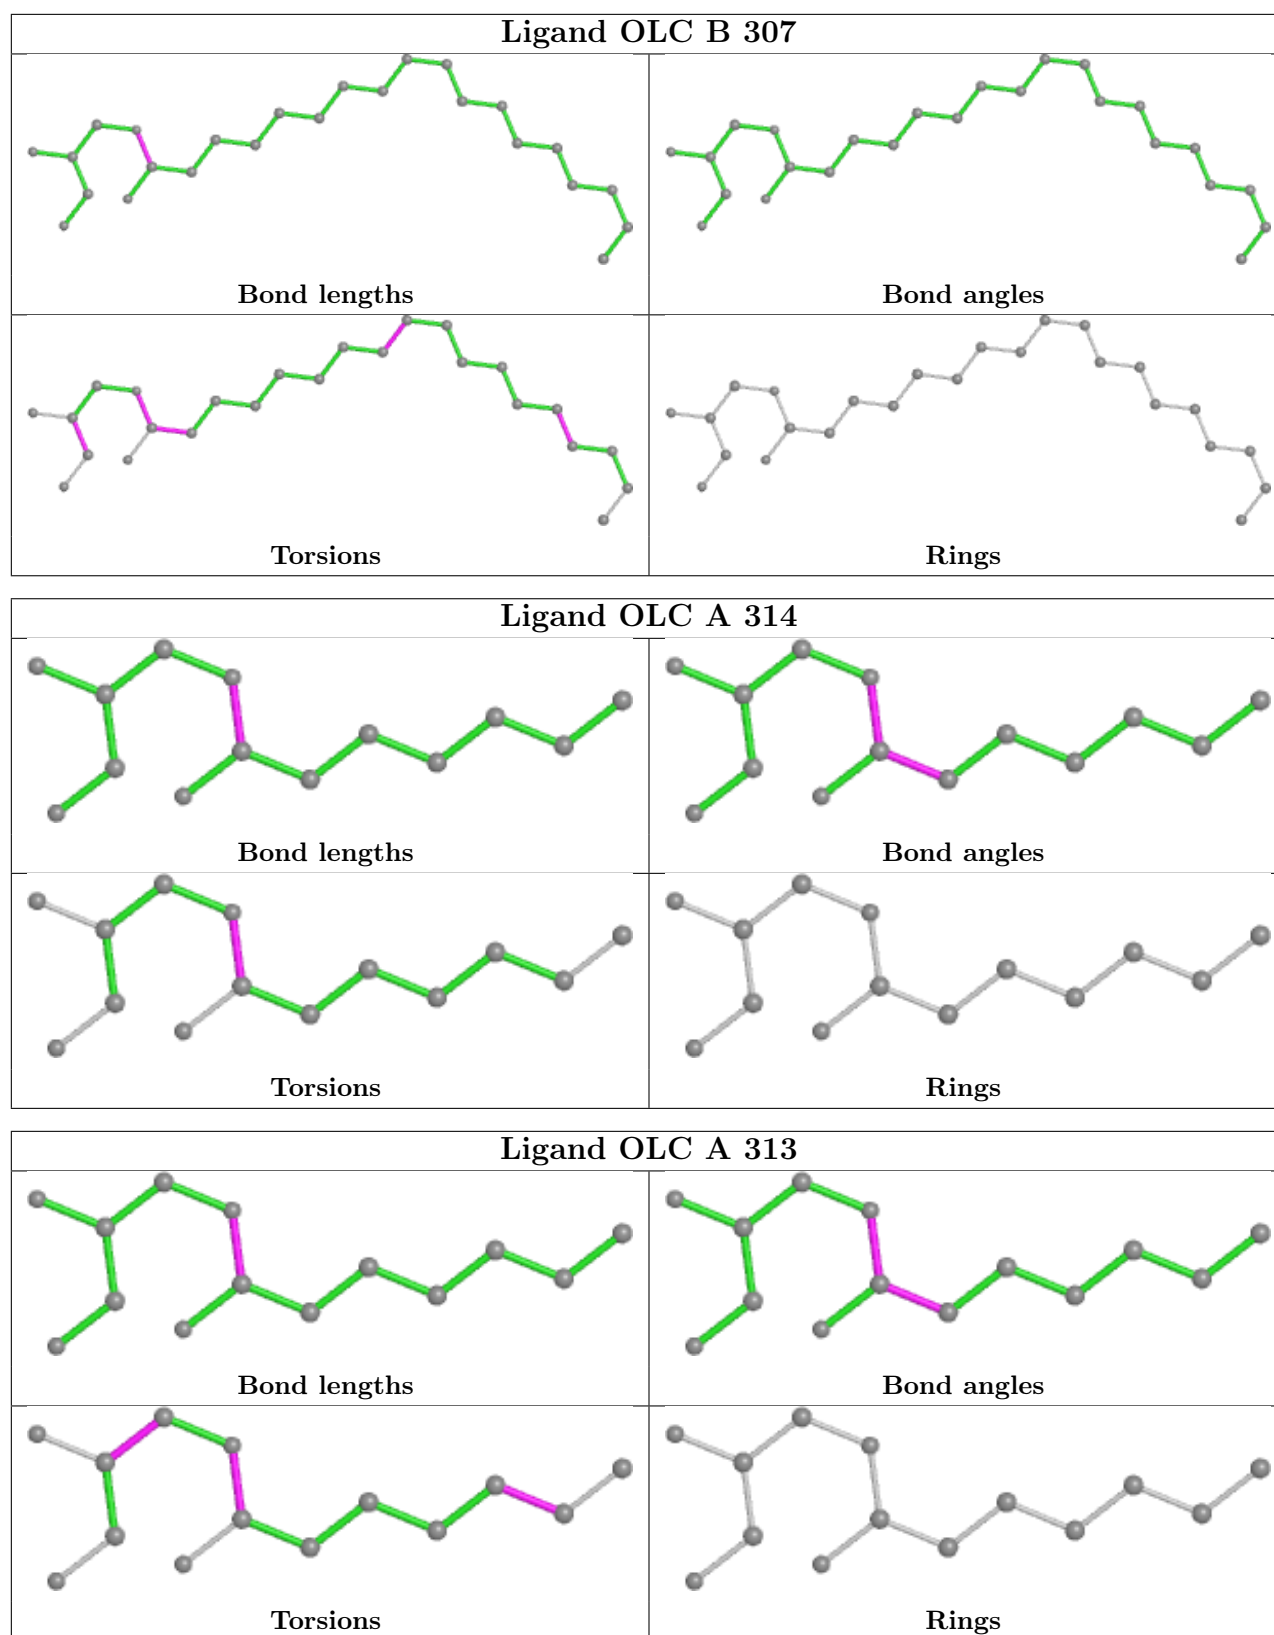 Ligand OLC B 307
Bond lengths
Bond angles
Torsions
Rings
Ligand OLC A 314
Bond lengths
Bond angles
Torsions
Rings
Ligand OLC A 313
Bond lengths
Bond angles
Torsions
Rings